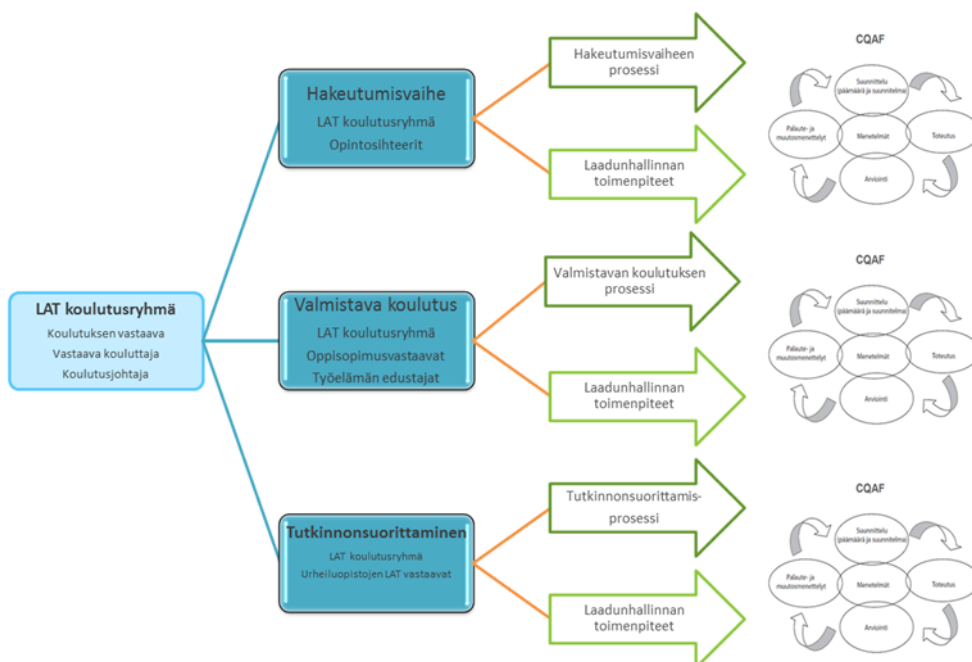 LAT koulutusryhmä
Koulutuksen vastaava
Vastaava kouluttaja
Koulutusjohtaja
Hakeutumisvaihe
LAT koulutusryhmä
Opintosihteerit
Hakeutumisvaiheen
prosessi
Laadunhallinnan
toimenpiteet
CQAF
Suunnittelu
(päämäärä ja suunnitelma)
Palaute- ja
muutosmenettelyt
Menetelmät
Toteutus
Arviointi
Valmistava koulutus
LAT koulutusryhmä
Oppisopimusvastaavat
Työelämän edustajat
Valmistavan koulutuksen
prosessi
Laadunhallinnan
toimenpiteet
CQAF
Suunnittelu
(päämäärä ja suunnitelma)
Palaute- ja
muutosmenettelyt
Menetelmät
Toteutus
Arviointi
Tutkinnonsuorittaminen
LAT koulutusryhmä
Urheiluopistojen LAT vastaavat
Tutkinnonsuorittamis-
prosessi
Laadunhallinnan
toimenpiteet
CQAF
Suunnittelu
(päämäärä ja suunnitelma)
Palaute- ja
muutosmenettelyt
Menetelmät
Toteutus
Arviointi